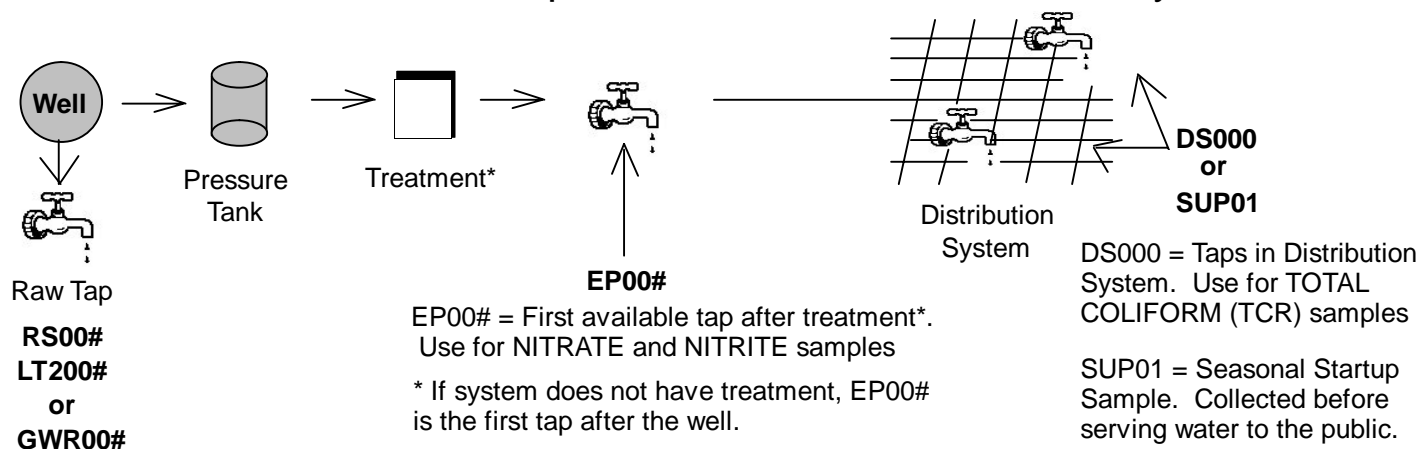 Well
Pressure
Tank
Treatment*
Raw Tap
RS00#
LT200#
or
GWR00#
EP00#
EP00# = First available tap after treatment*.
Use for NITRATE and NITRITE samples
* If system does not have treatment, EP00#
is the first tap after the well.
Distribution
System
DS000
or
SUP01
DS000 = Taps in Distribution
System. Use for TOTAL
COLIFORM (TCR) samples
SUP01 = Seasonal Startup
Sample. Collected before
serving water to the public.